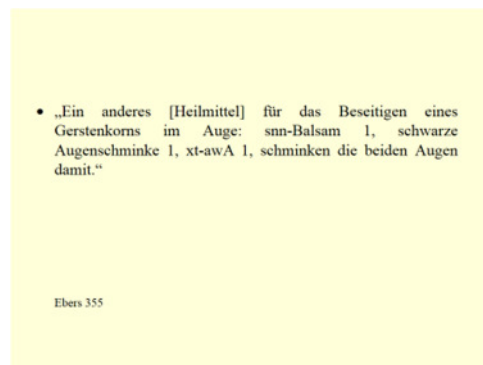 • „Ein anderes [Heilmittel] für das Beseitigen eines
Gerstenkorns im Auge: snn-Balsam 1, schwarze
Augenschminke 1, xt-awA 1, schminken die beiden Augen
damit.“
Ebers 355